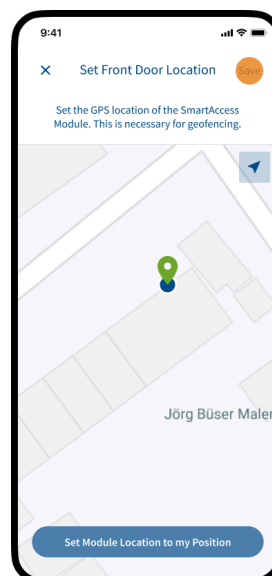 9:41
Set Front Door Location
Save
Set the GPS location of the SmartAccess
Module. This is necessary for geofencing.
Jörg Büser Maler
Set Module Location to my Position